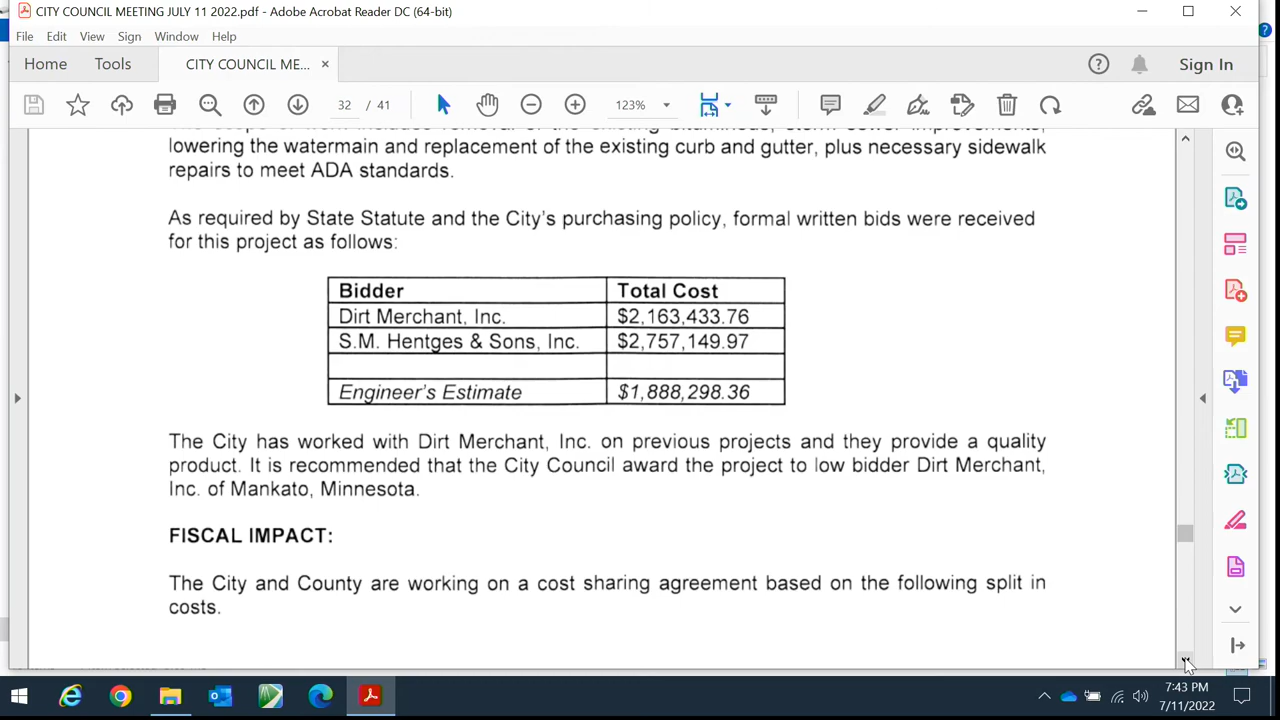 CITY COUNCIL MEETING JULY 11 2022.pdf - Adobe Acrobat Reader DC (64-bit)
File Edit View Sign Window Help
Home Tools CITY COUNCIL ME... × Sign In
32 / 41 123%
lowering the watermain and replacement of the existing curb and gutter, plus necessary sidewalk
repairs to meet ADA standards.
As required by State Statute and the City's purchasing policy, formal written bids were received
for this project as follows:
Bidder Total Cost
Dirt Merchant, Inc. $2,163,433.76
S.M. Hentges & Sons, Inc. $2,757,149.97
Engineer's Estimate $1,888,298.36
The City has worked with Dirt Merchant, Inc. on previous projects and they provide a quality
product. It is recommended that the City Council award the project to low bidder Dirt Merchant,
Inc. of Mankato, Minnesota.
FISCAL IMPACT:
The City and County are working on a cost sharing agreement based on the following split in
costs.
7:43 PM
7/11/2022